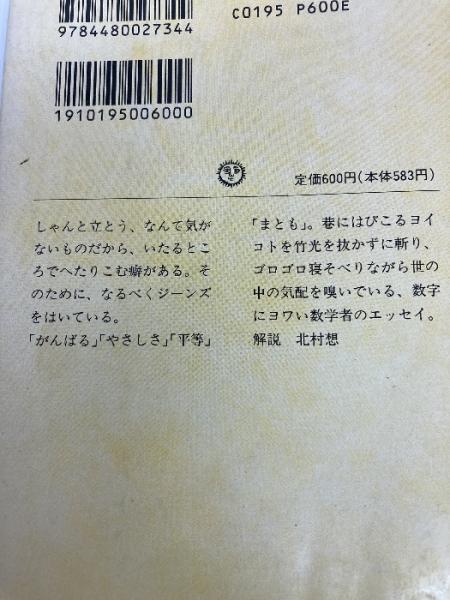 9784480027344
C0195 P600E
1910195006000
定価600円(本体583円)
しゃんと立とう、なんて気が
ないものだから、いたるとこ
ろでへたりこむ癖がある。そ
のために、なるべくジーンズ
をはいている。
「がんばる」「やさしさ」「平等」
「まとも」。巷にはびこるヨイ
コトを竹光を抜かずに斬り、
ゴロゴロ寝そべりながら世の
中の気配を嗅いでいる、数字
にヨワい数学者のエッセイ。
解説 北村想